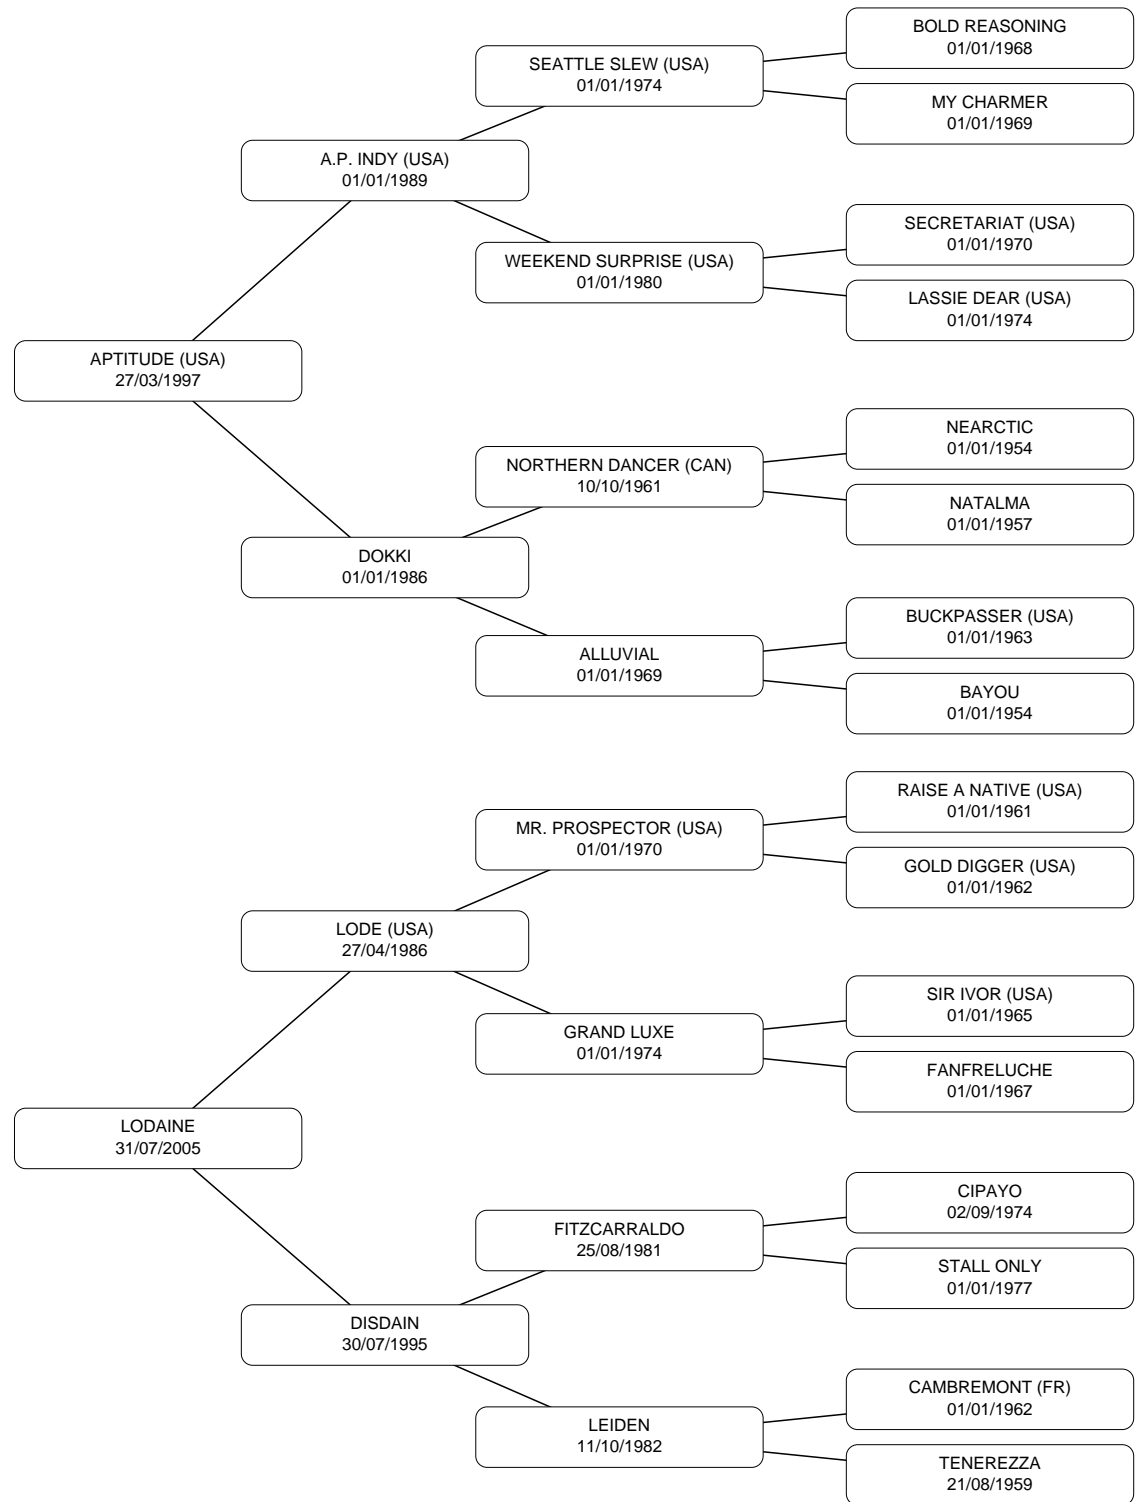 BOLD REASONING
01/01/1968
SEATTLE SLEW (USA)
01/01/1974
MY CHARMER
01/01/1969
A.P. INDY (USA)
01/01/1989
SECRETARIAT (USA)
01/01/1970
WEEKEND SURPRISE (USA)
01/01/1980
LASSIE DEAR (USA)
01/01/1974
APTITUDE (USA)
27/03/1997
NEARCTIC
01/01/1954
NORTHERN DANCER (CAN)
10/10/1961
NATALMA
01/01/1957
DOKKI
01/01/1986
BUCKPASSER (USA)
01/01/1963
ALLUVIAL
01/01/1969
BAYOU
01/01/1954
RAISE A NATIVE (USA)
01/01/1961
MR. PROSPECTOR (USA)
01/01/1970
GOLD DIGGER (USA)
01/01/1962
LODE (USA)
27/04/1986
SIR IVOR (USA)
01/01/1965
GRAND LUXE
01/01/1974
FANFRELUCHE
01/01/1967
LODAINE
31/07/2005
CIPAYO
02/09/1974
FITZCARRALDO
25/08/1981
STALL ONLY
01/01/1977
DISDAIN
30/07/1995
CAMBREMONT (FR)
01/01/1962
LEIDEN
11/10/1982
TENEREZZA
21/08/1959